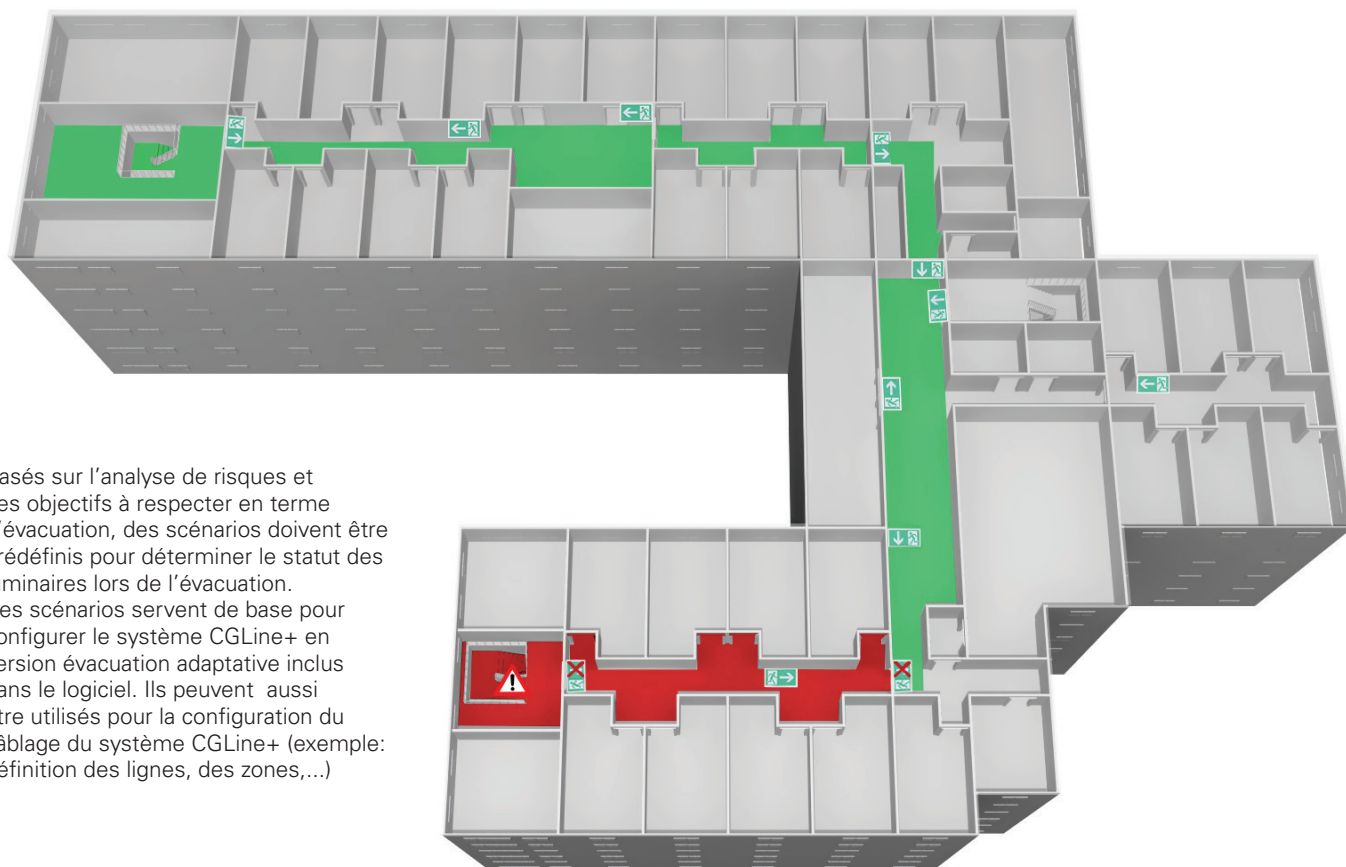 asés sur l’analyse de risques et
es objectifs à respecter en terme
’évacuation, des scénarios doivent être
rédéfinis pour déterminer le statut des
uminaires lors de l’évacuation.
es scénarios servent de base pour
onfigurer le système CGLine+ en
ersion évacuation adaptative inclus
ans le logiciel. Ils peuvent  aussi
tre utilisés pour la configuration du
âblage du système CGLine+ (exemple:
éfinition des lignes, des zones,...)